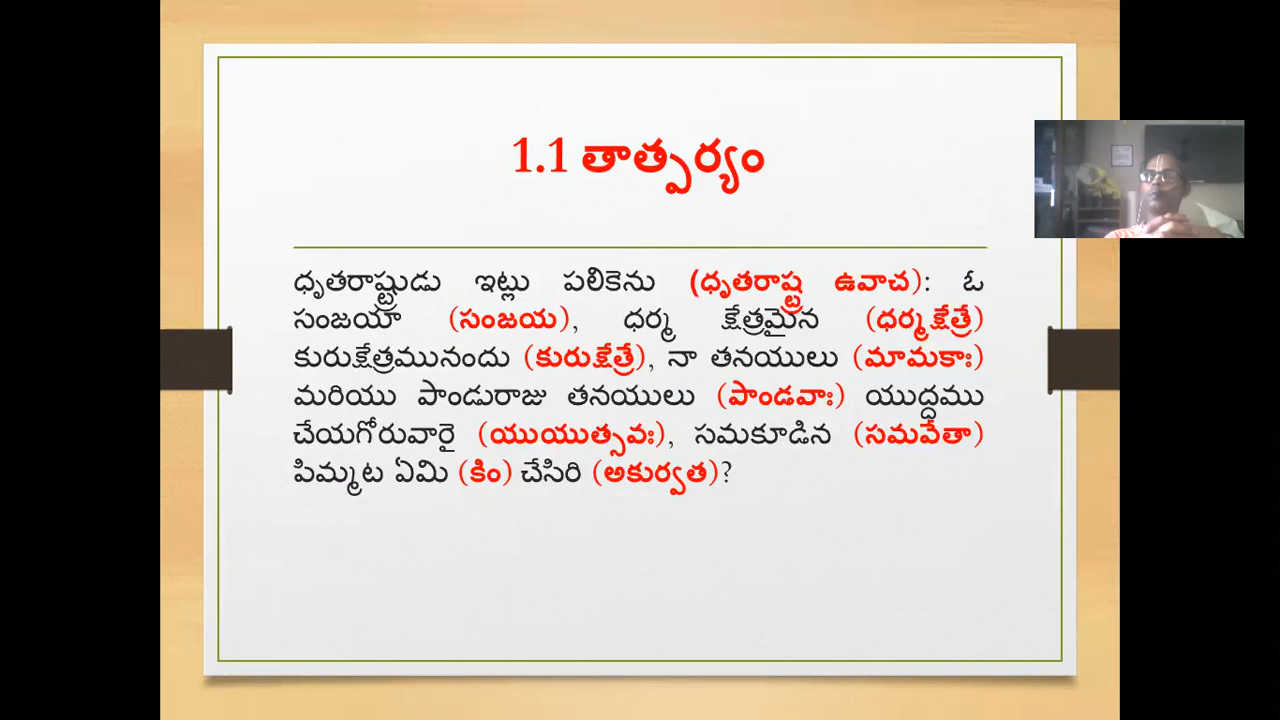 1.1 తాత్పర్యం
ధృతరాష్ట్రుడు ఇట్లు పలికెను (ధృతరాష్ట్ర ఉవాచ): ఓ
సంజయా (సంజయ), ధర్మ క్షేత్రమైన (ధర్మక్షేత్రే)
కురుక్షేత్రమునందు (కురుక్షేత్రే), నా తనయులు (మామకాః)
మరియు పాండురాజు తనయులు (పాండవాః) యుద్ధము
చేయగోరువారై (యుయుత్సవః), సమకూడిన (సమవేతా)
పిమ్మట ఏమి (కిం) చేసిరి (అకుర్వత)?